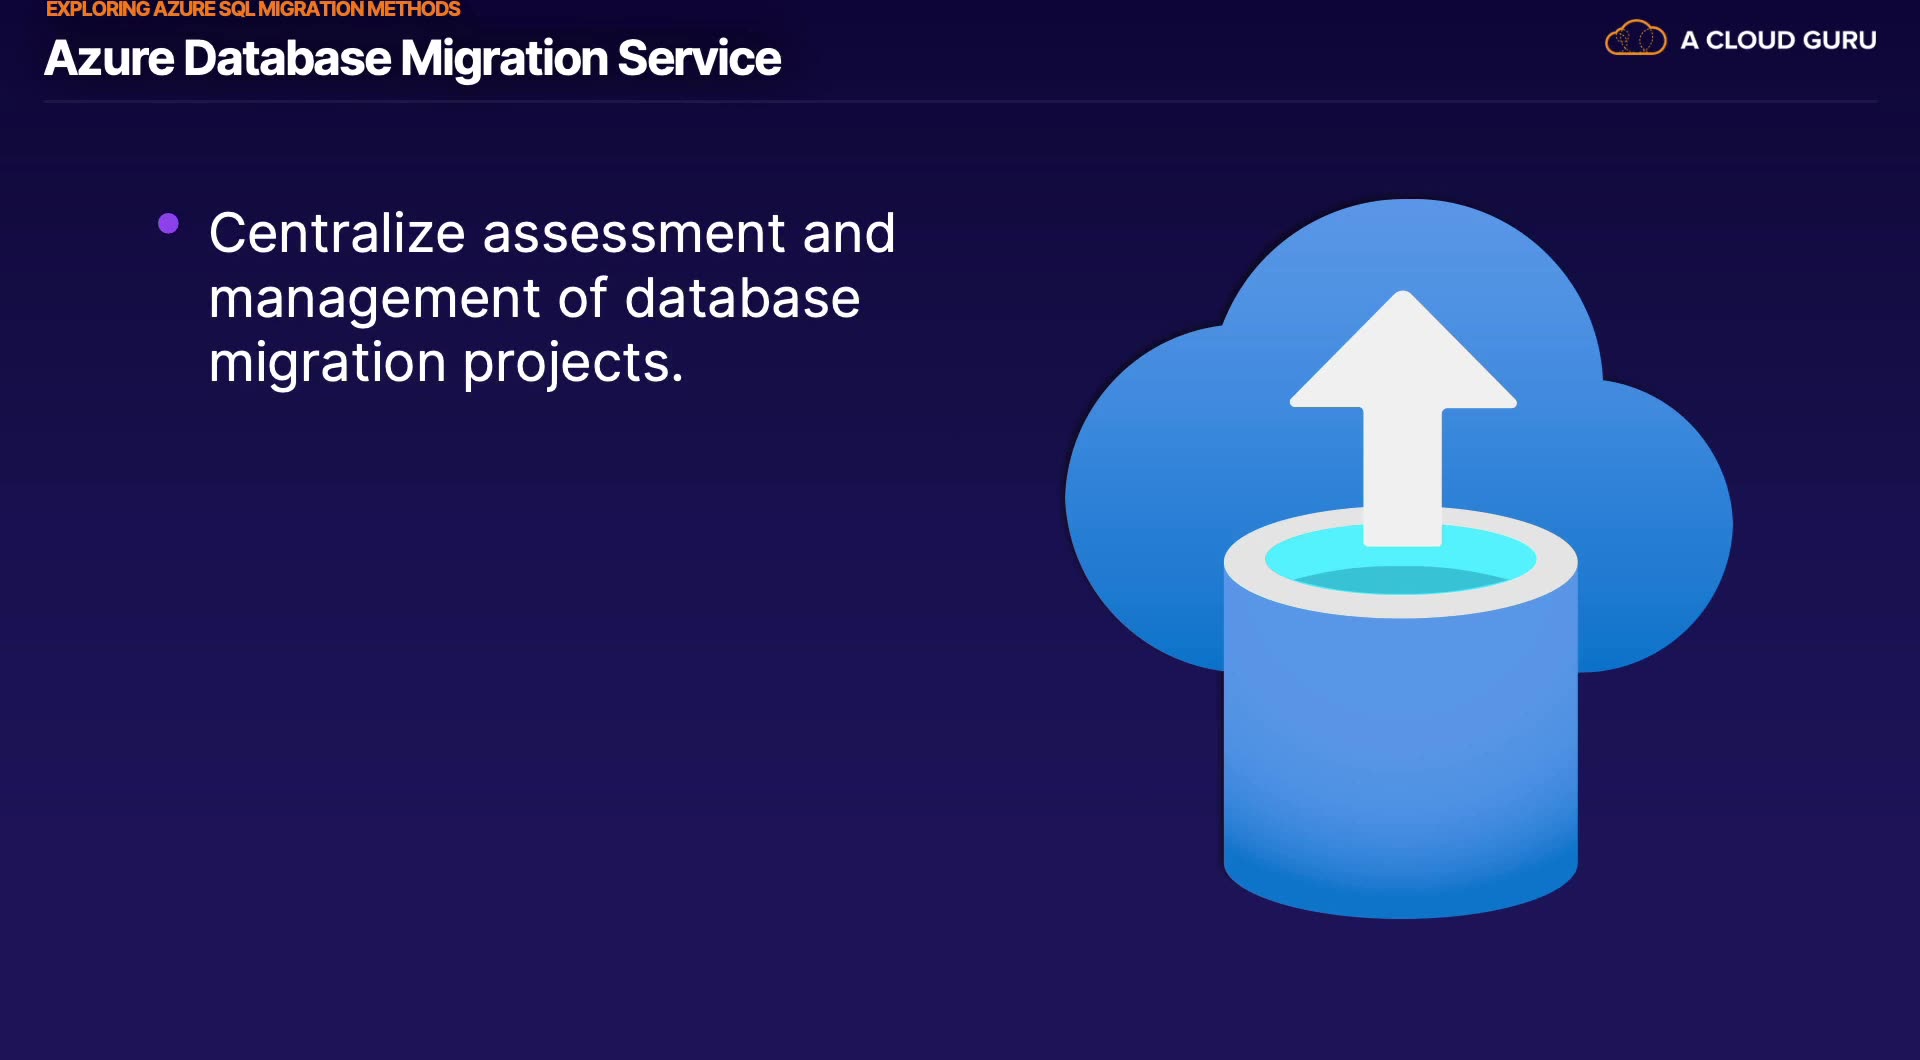 EXPLORING AZURE SQL MIGRATION METHODS
Azure Database Migration Service
A CLOUD GURU
Centralize assessment and
management of database
migration projects.